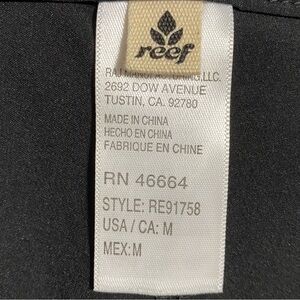 reef
LLC.
2692 DOW AVENUE
TUSTIN, CA. 92780
MADE IN CHINA
HECHO EN CHINA
FABRIQUE EN CHINE
RN 46664
STYLE: RE91758
USA / CA: M
MEX: M